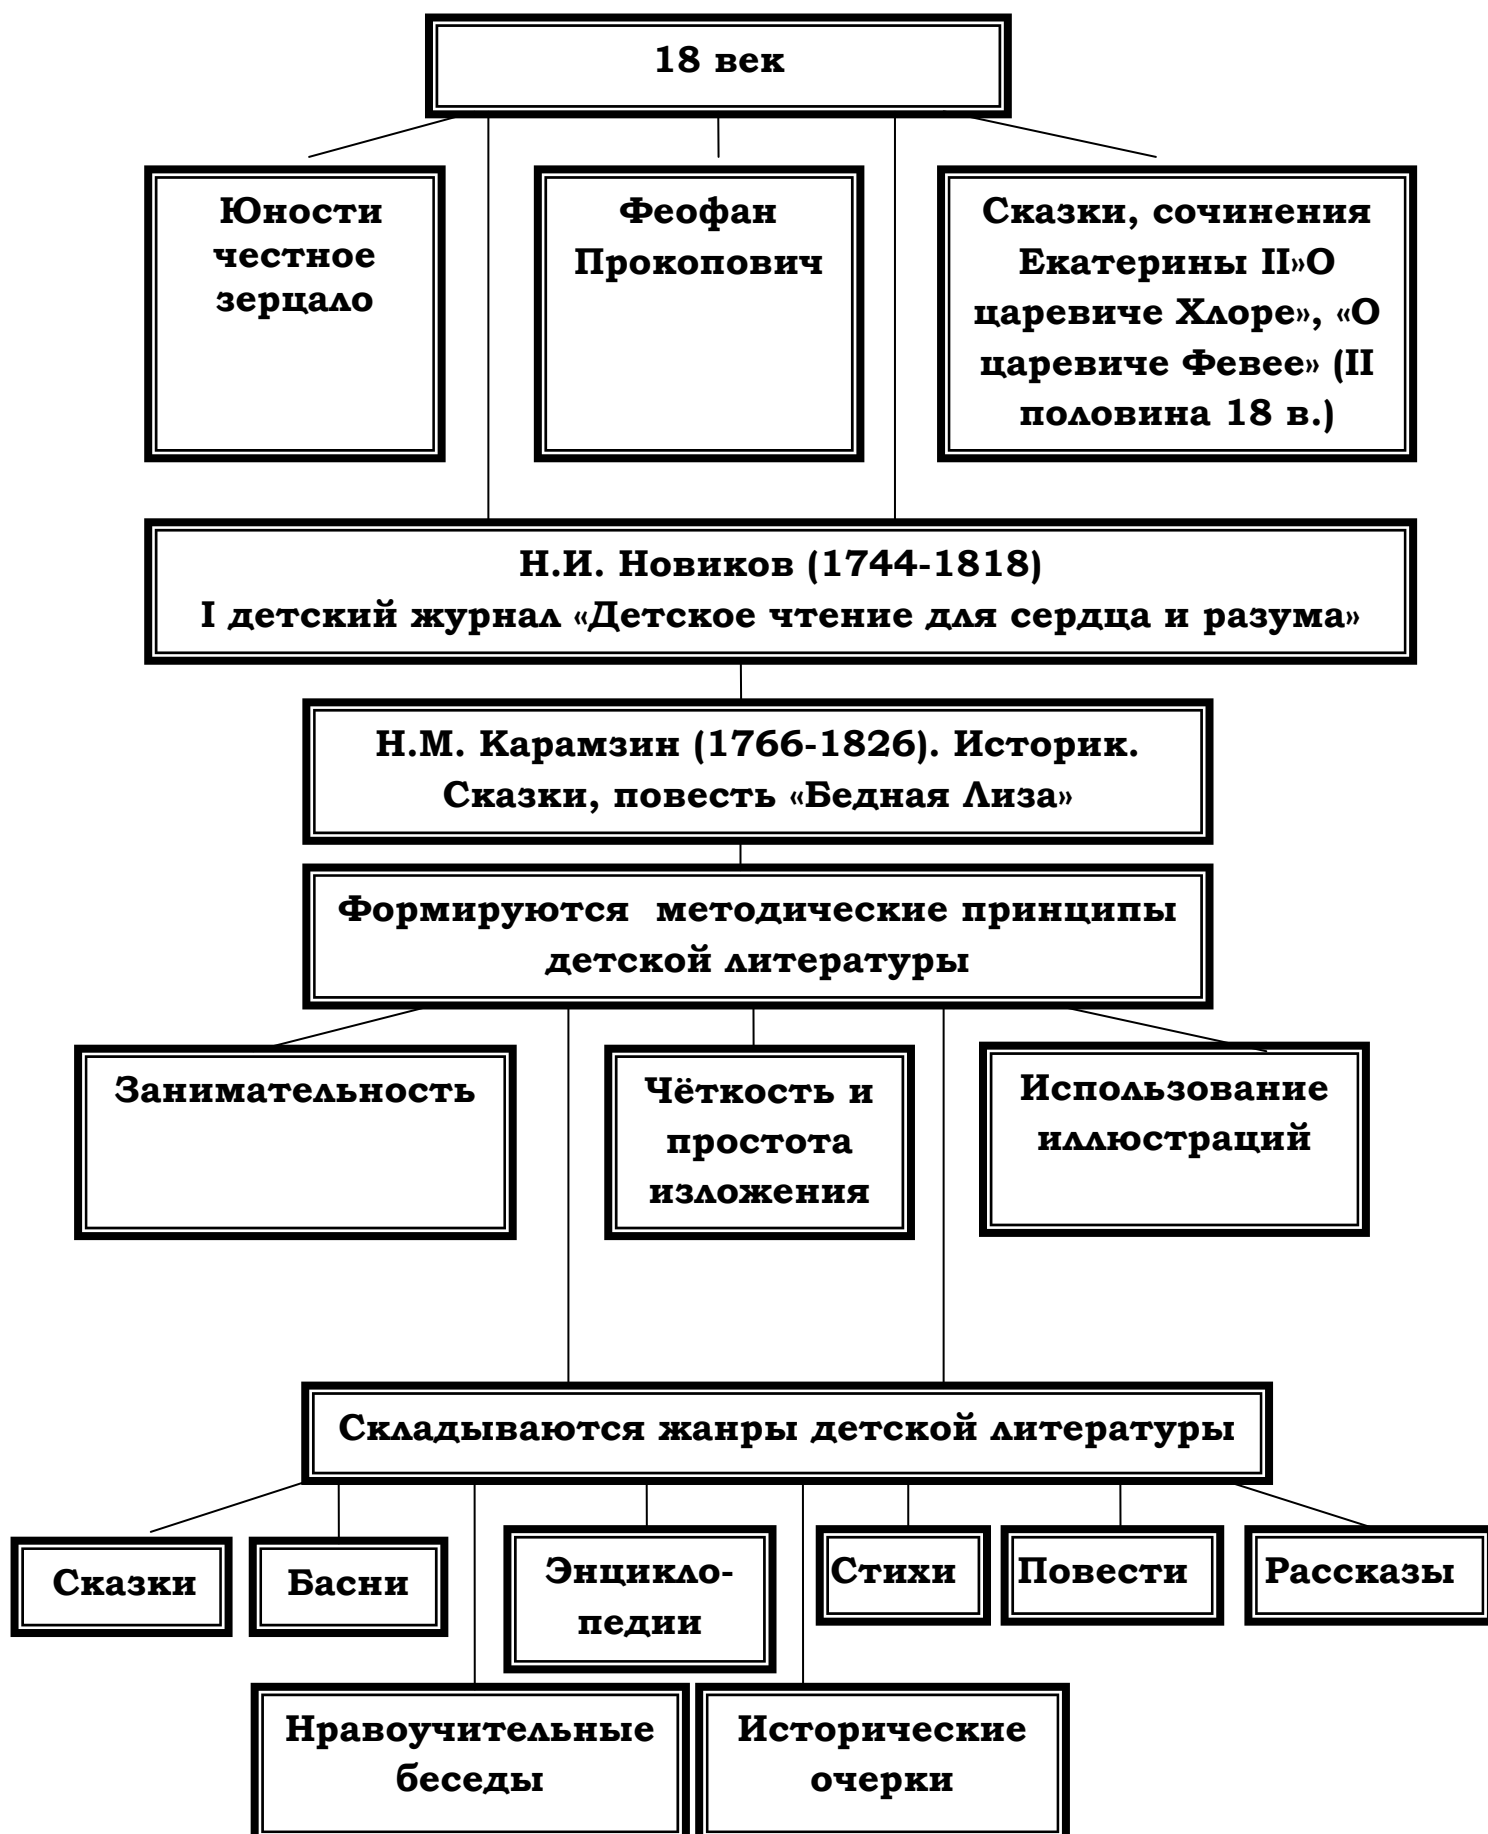 18 век
Юности
честное
зерцало
Феофан
Прокопович
Сказки, сочинения
Екатерины II»О
царевиче Хлоре», «О
царевиче Февее» (II
половина 18 в.)
Н.И. Новиков (1744-1818)
I детский журнал «Детское чтение для сердца и разума»
Н.М. Карамзин (1766-1826). Историк.
Сказки, повесть «Бедная Лиза»
Формируются  методические принципы
детской литературы
Занимательность
Чёткость и
простота
изложения
Использование
иллюстраций
Складываются жанры детской литературы
Сказки
Басни
Энцикло-
педии
Стихи
Повести
Рассказы
Нравоучительные
беседы
Исторические
очерки